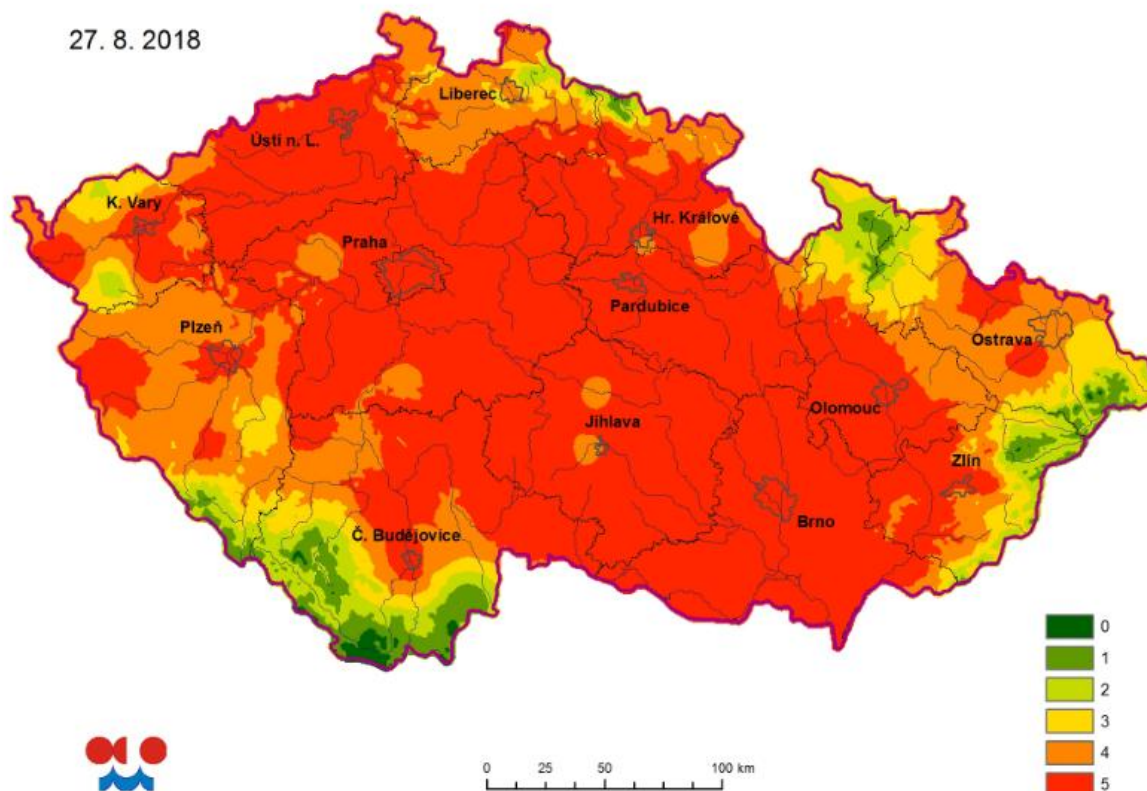 27. 8. 2018
Liberec
Ústí n. L.
K. Vary
Hr. Králové
Praha
Pardubice
Plzeň
Ostrava
Olomouc
Jihlava
Zlín
Brno
Č. Budějovice
0
1
2
3
4
5
0 25 50 100 km